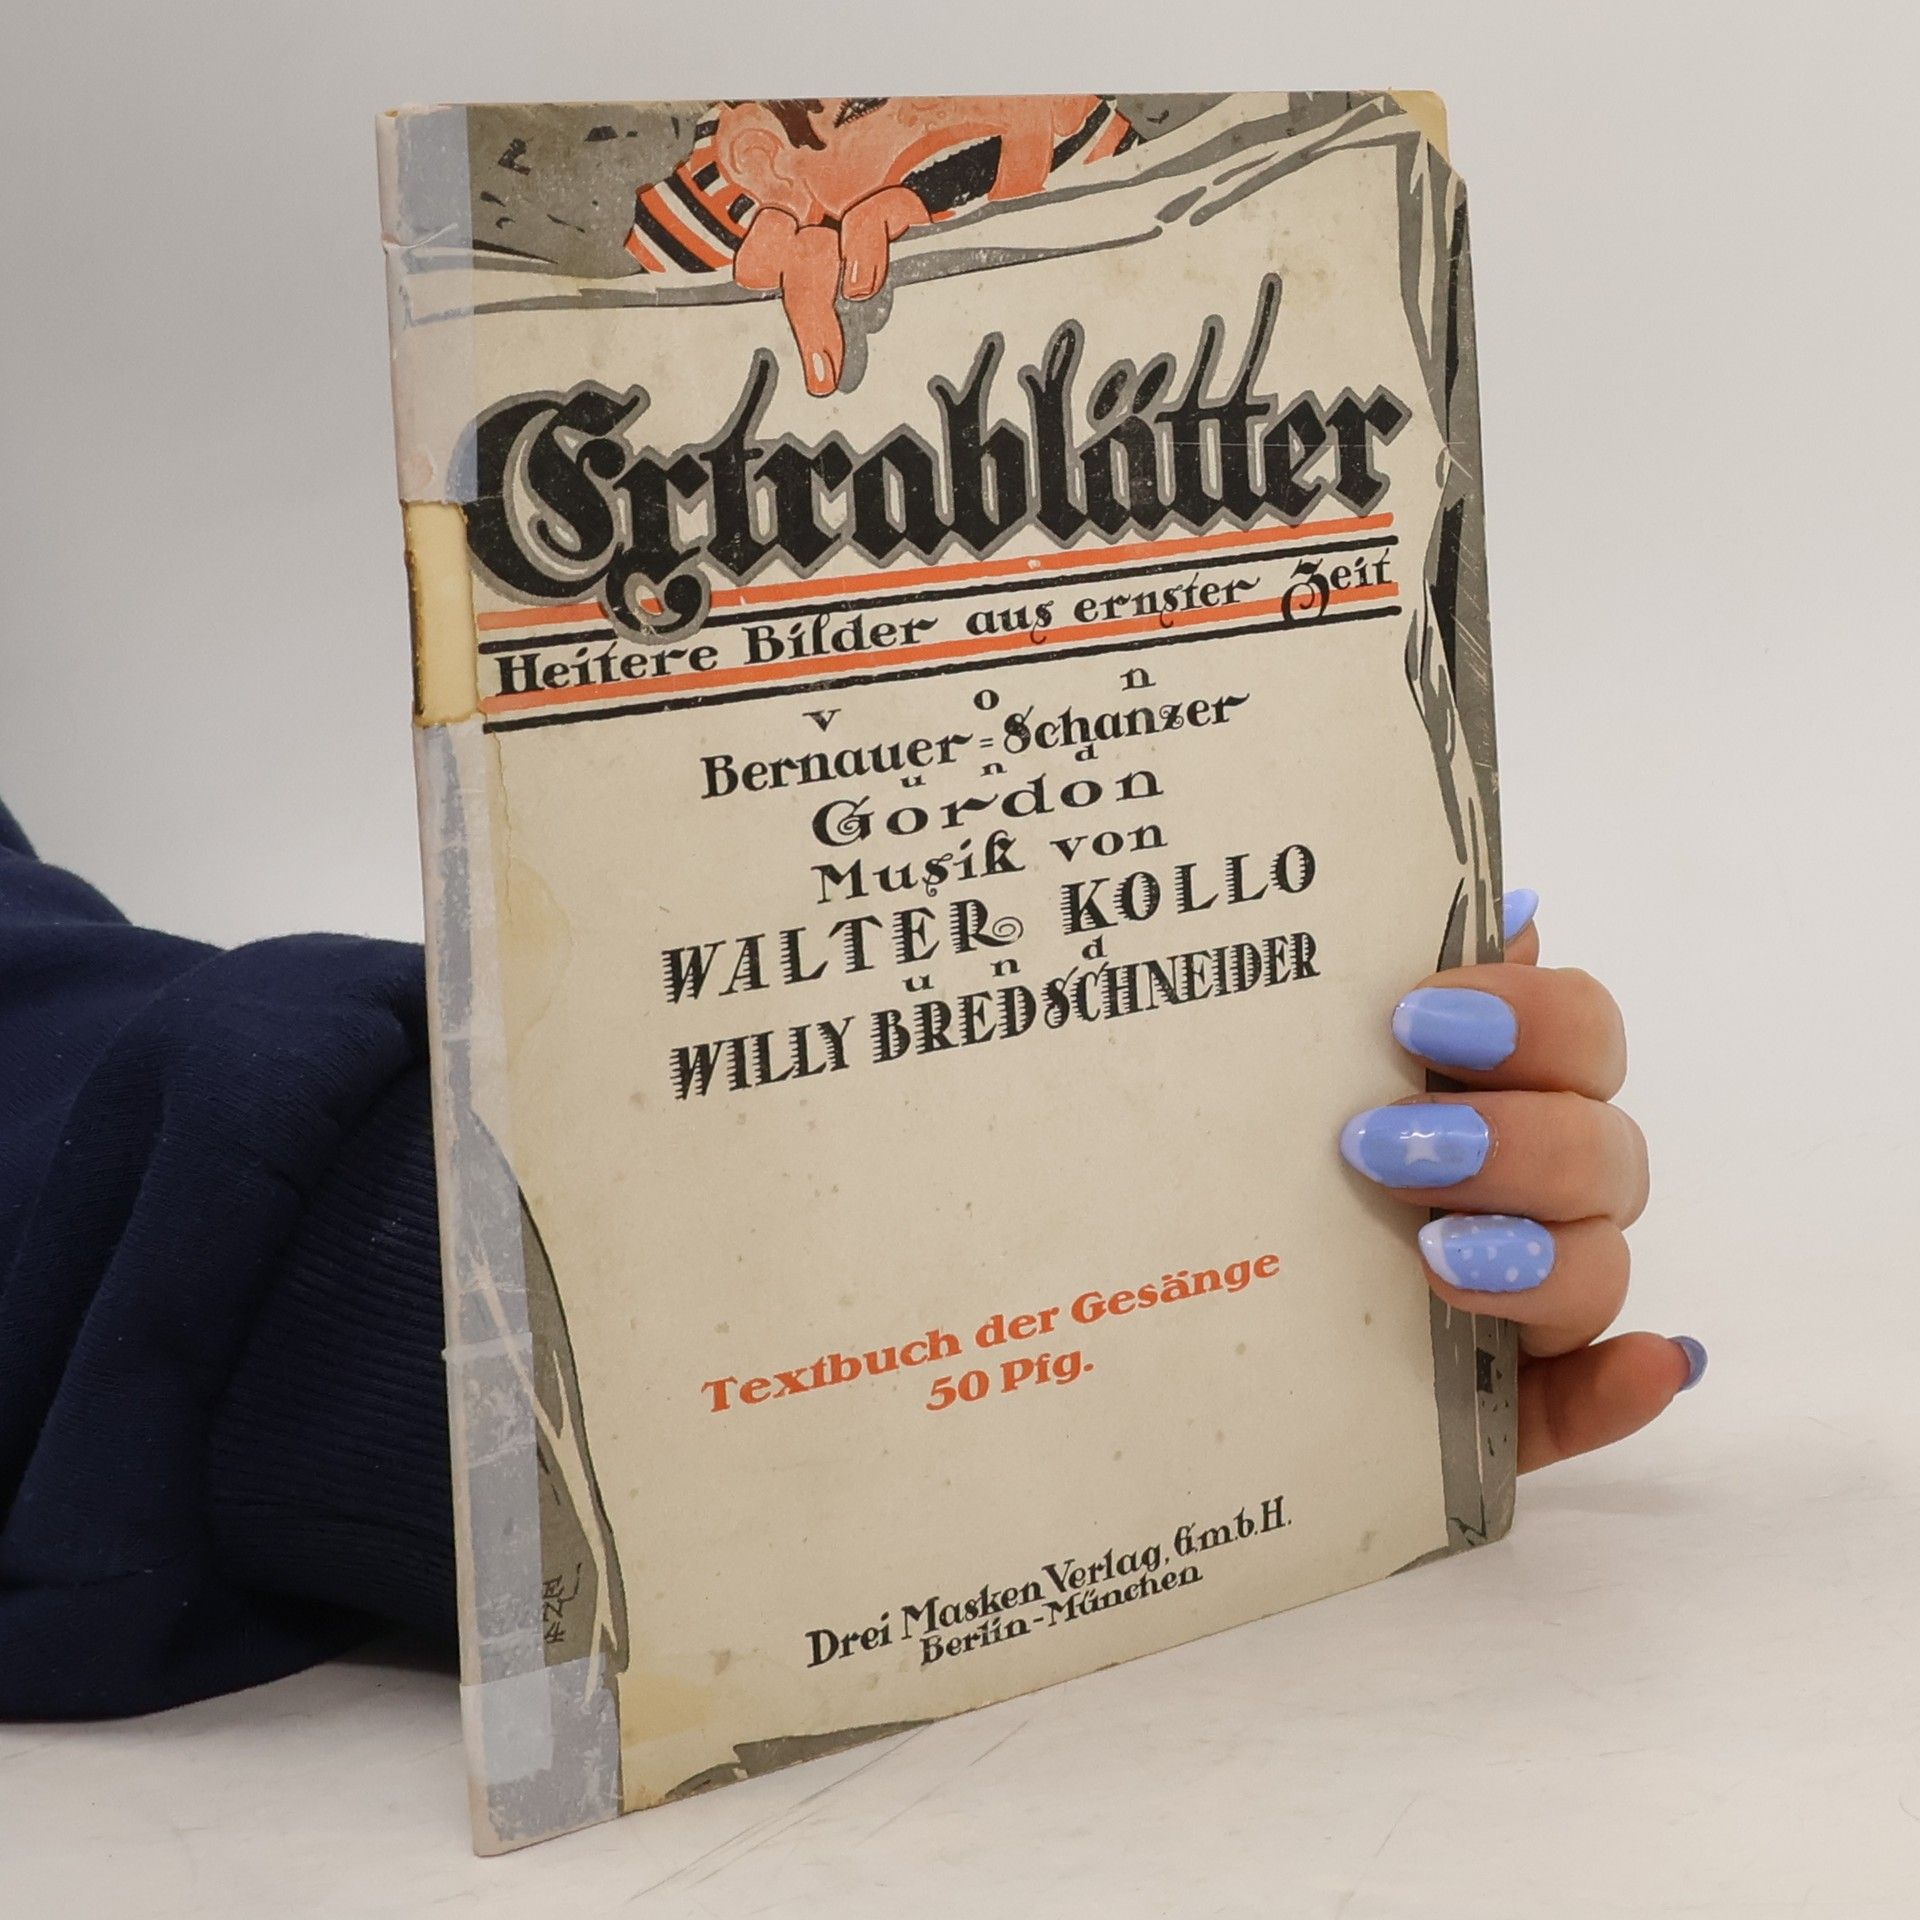 Extrablätter
Heitere Bilder aus ernster Zeit
von
Bernauer=Schanzer
und
Gordon
Musik von
WALTER KOLLO
und
WILLY BREDSCHNEIDER
Textbuch der Gesänge
50 Pfg.
Drei Masken Verlag, G.m.b.H.
Berlin-München